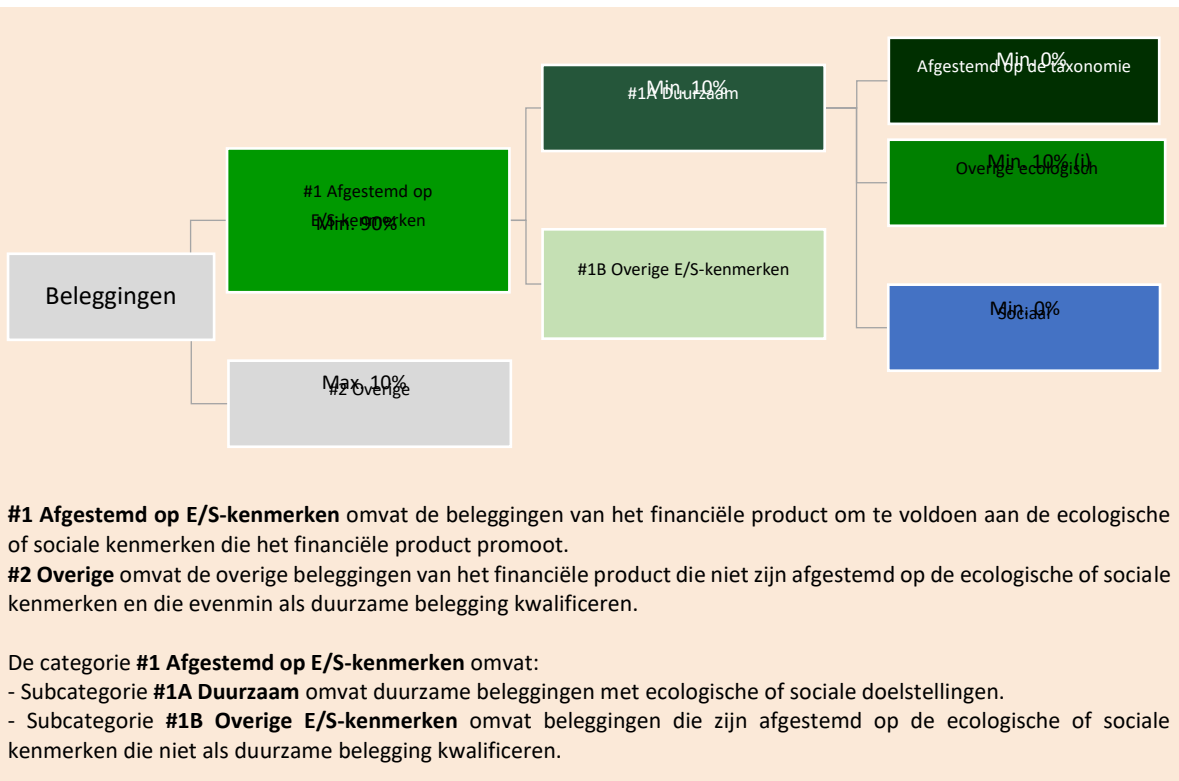 Min. 0%
Afgestemd op de taxonomie
Min. 10%
#1A Duurzaam
Min. 10% (i)
Overige ecologisch
#1 Afgestemd op
E/S-kenmerken
Min. 90%
#1B Overige E/S-kenmerken
Beleggingen
Min. 0%
Sociaal
Max. 10%
#2 Overige
#1 Afgestemd op E/S-kenmerken omvat de beleggingen van het financiële product om te voldoen aan de ecologische
of sociale kenmerken die het financiële product promoot.
#2 Overige omvat de overige beleggingen van het financiële product die niet zijn afgestemd op de ecologische of sociale
kenmerken en die evenmin als duurzame belegging kwalificeren.
De categorie #1 Afgestemd op E/S-kenmerken omvat:
- Subcategorie #1A Duurzaam omvat duurzame beleggingen met ecologische of sociale doelstellingen.
- Subcategorie #1B Overige E/S-kenmerken omvat beleggingen die zijn afgestemd op de ecologische of sociale
kenmerken die niet als duurzame belegging kwalificeren.